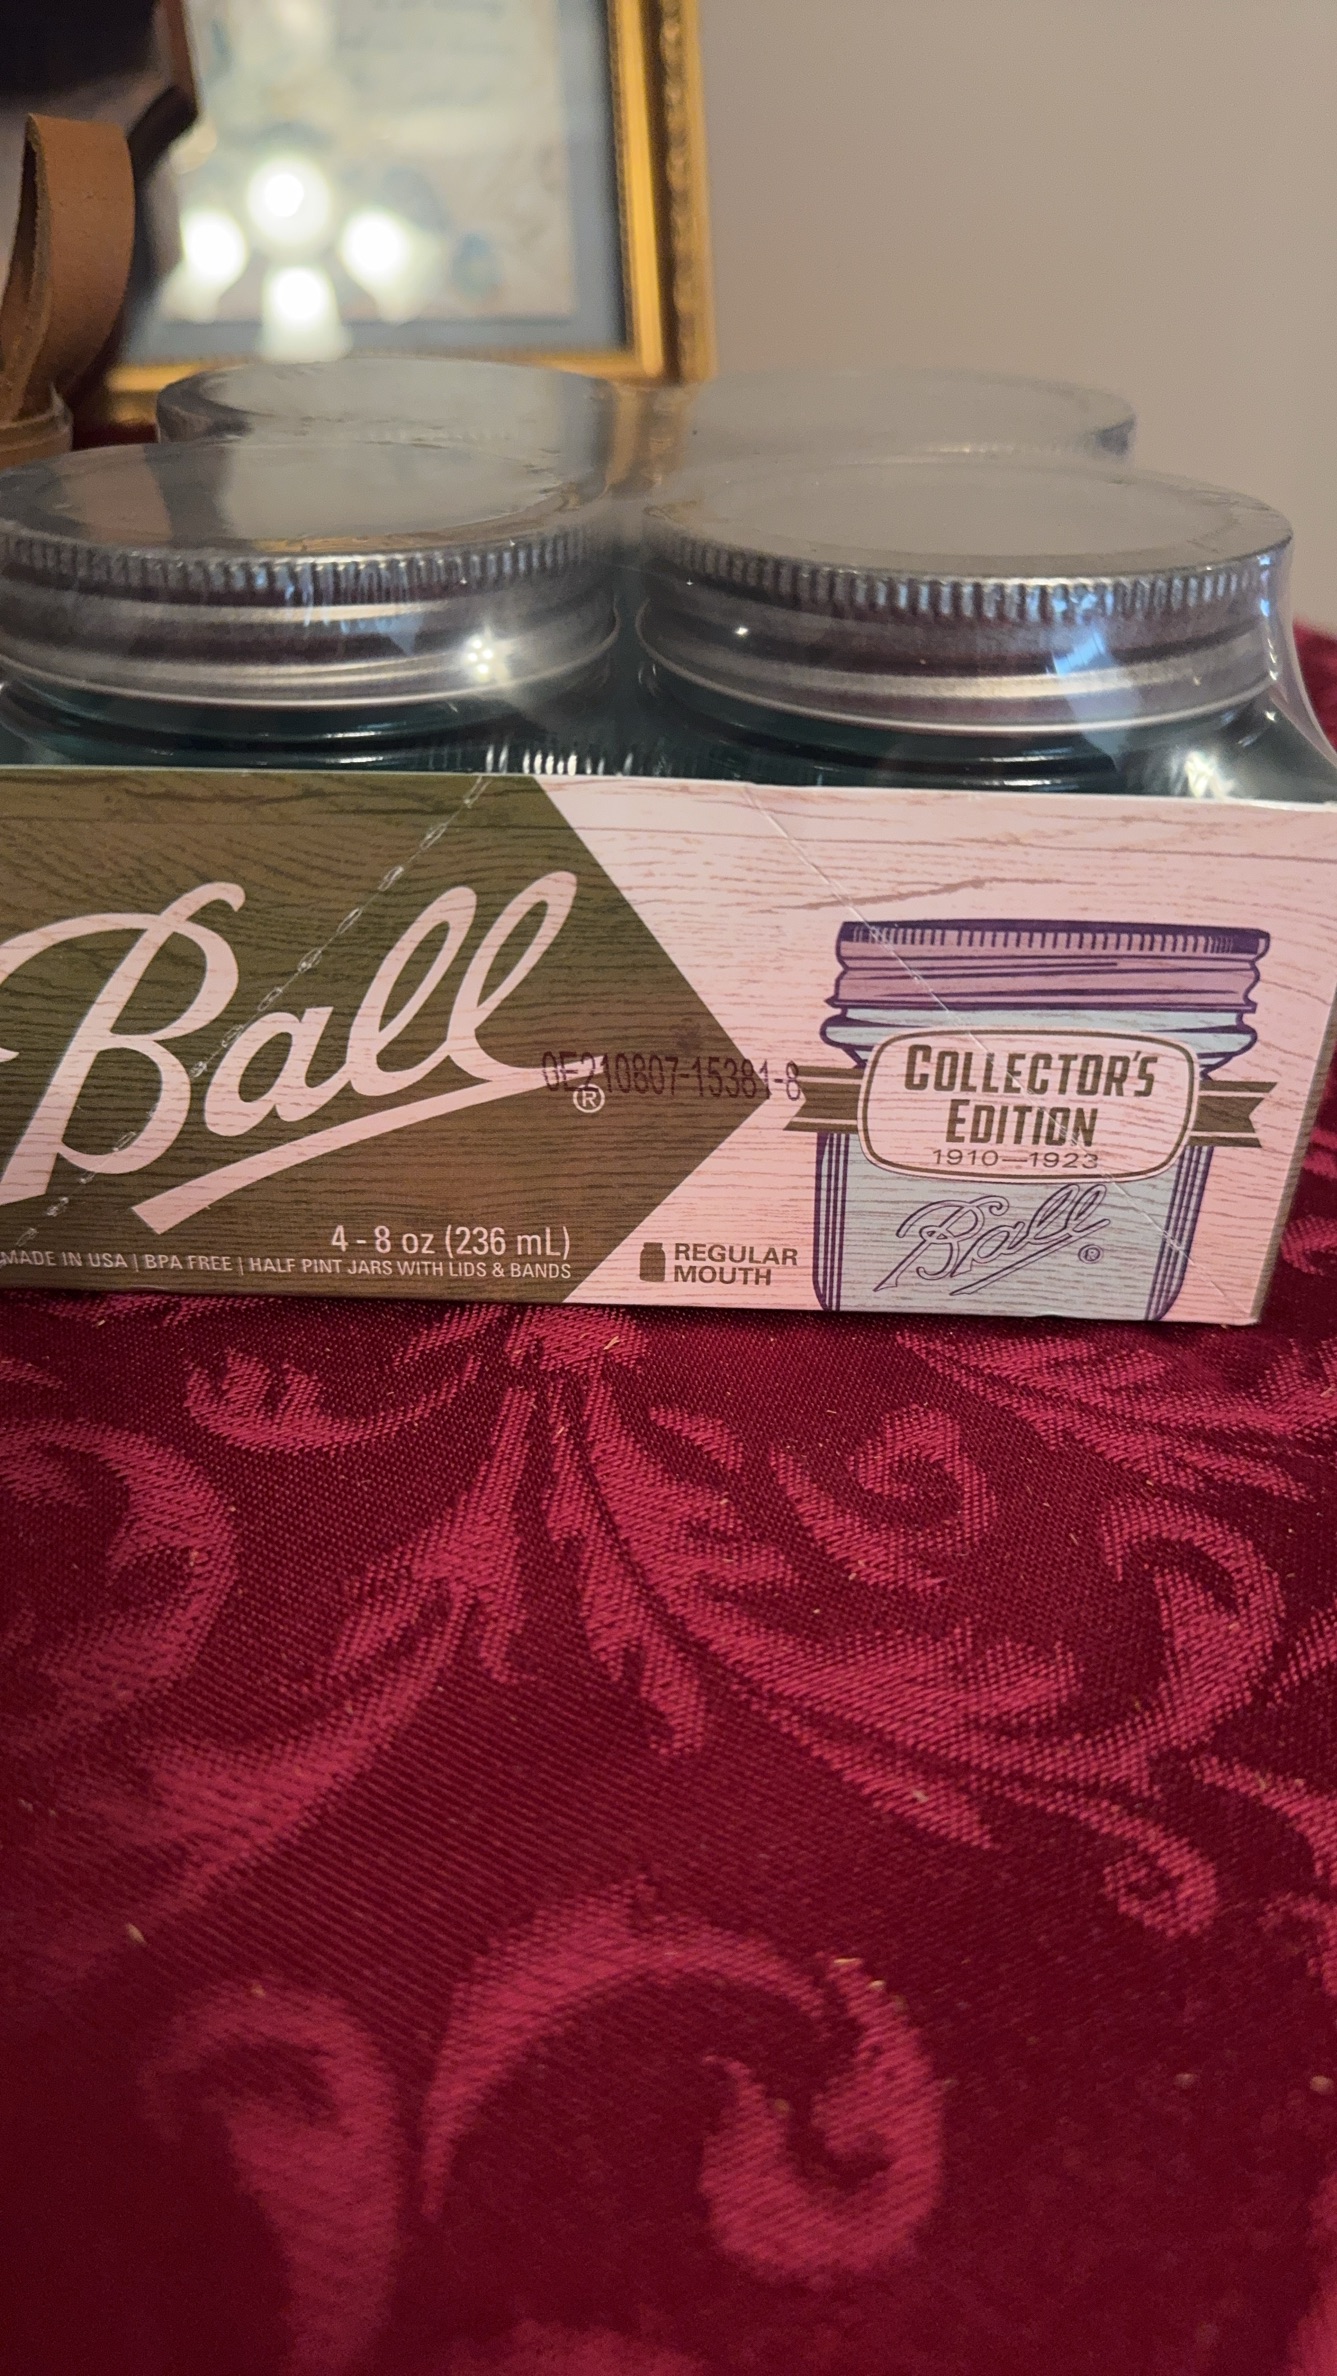 Ball®
0E210807-15381-8
4 - 8 oz (236 mL)
MADE IN USA | BPA FREE | HALF PINT JARS WITH LIDS & BANDS
REGULAR
MOUTH
COLLECTOR'S
EDITION
1910—1923
Ball®